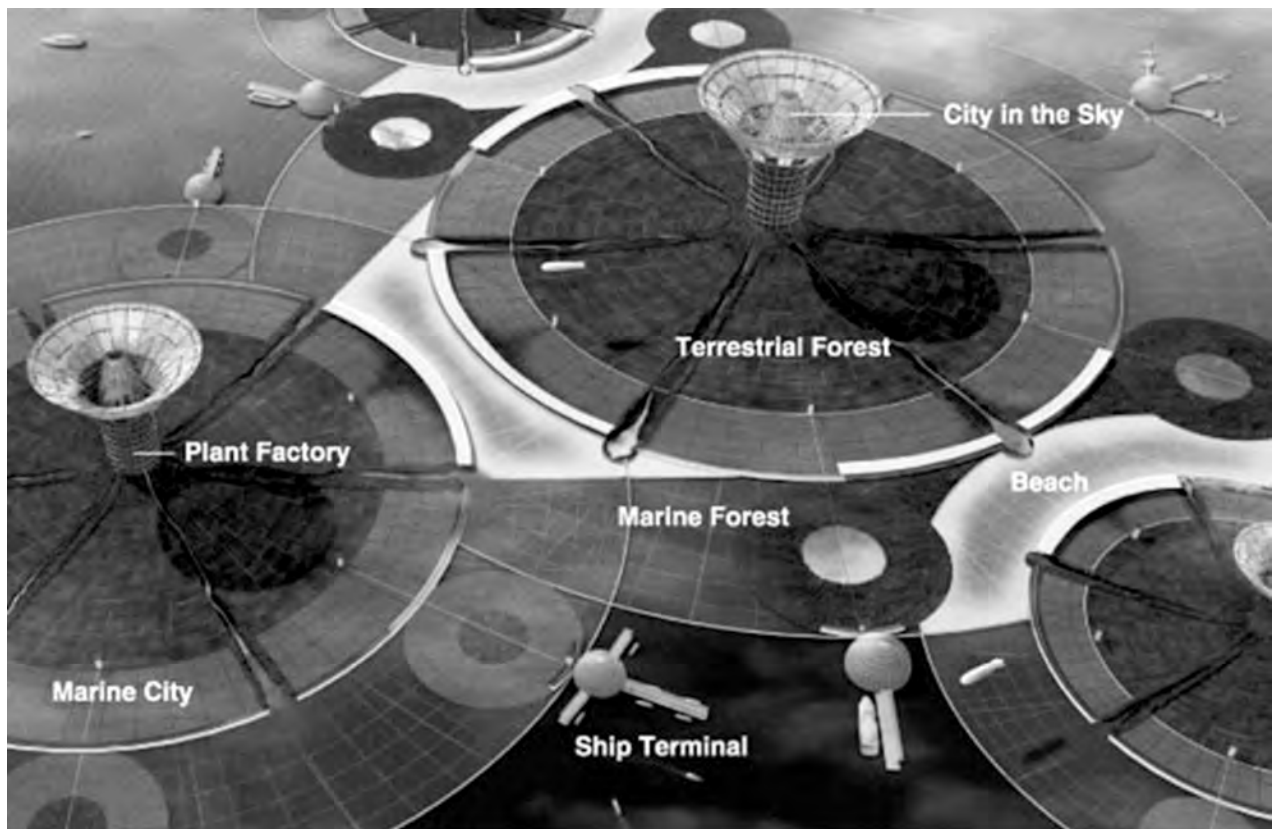 City in the Sky
Terrestrial Forest
Plant Factory
Beach
Marine Forest
Marine City
Ship Terminal